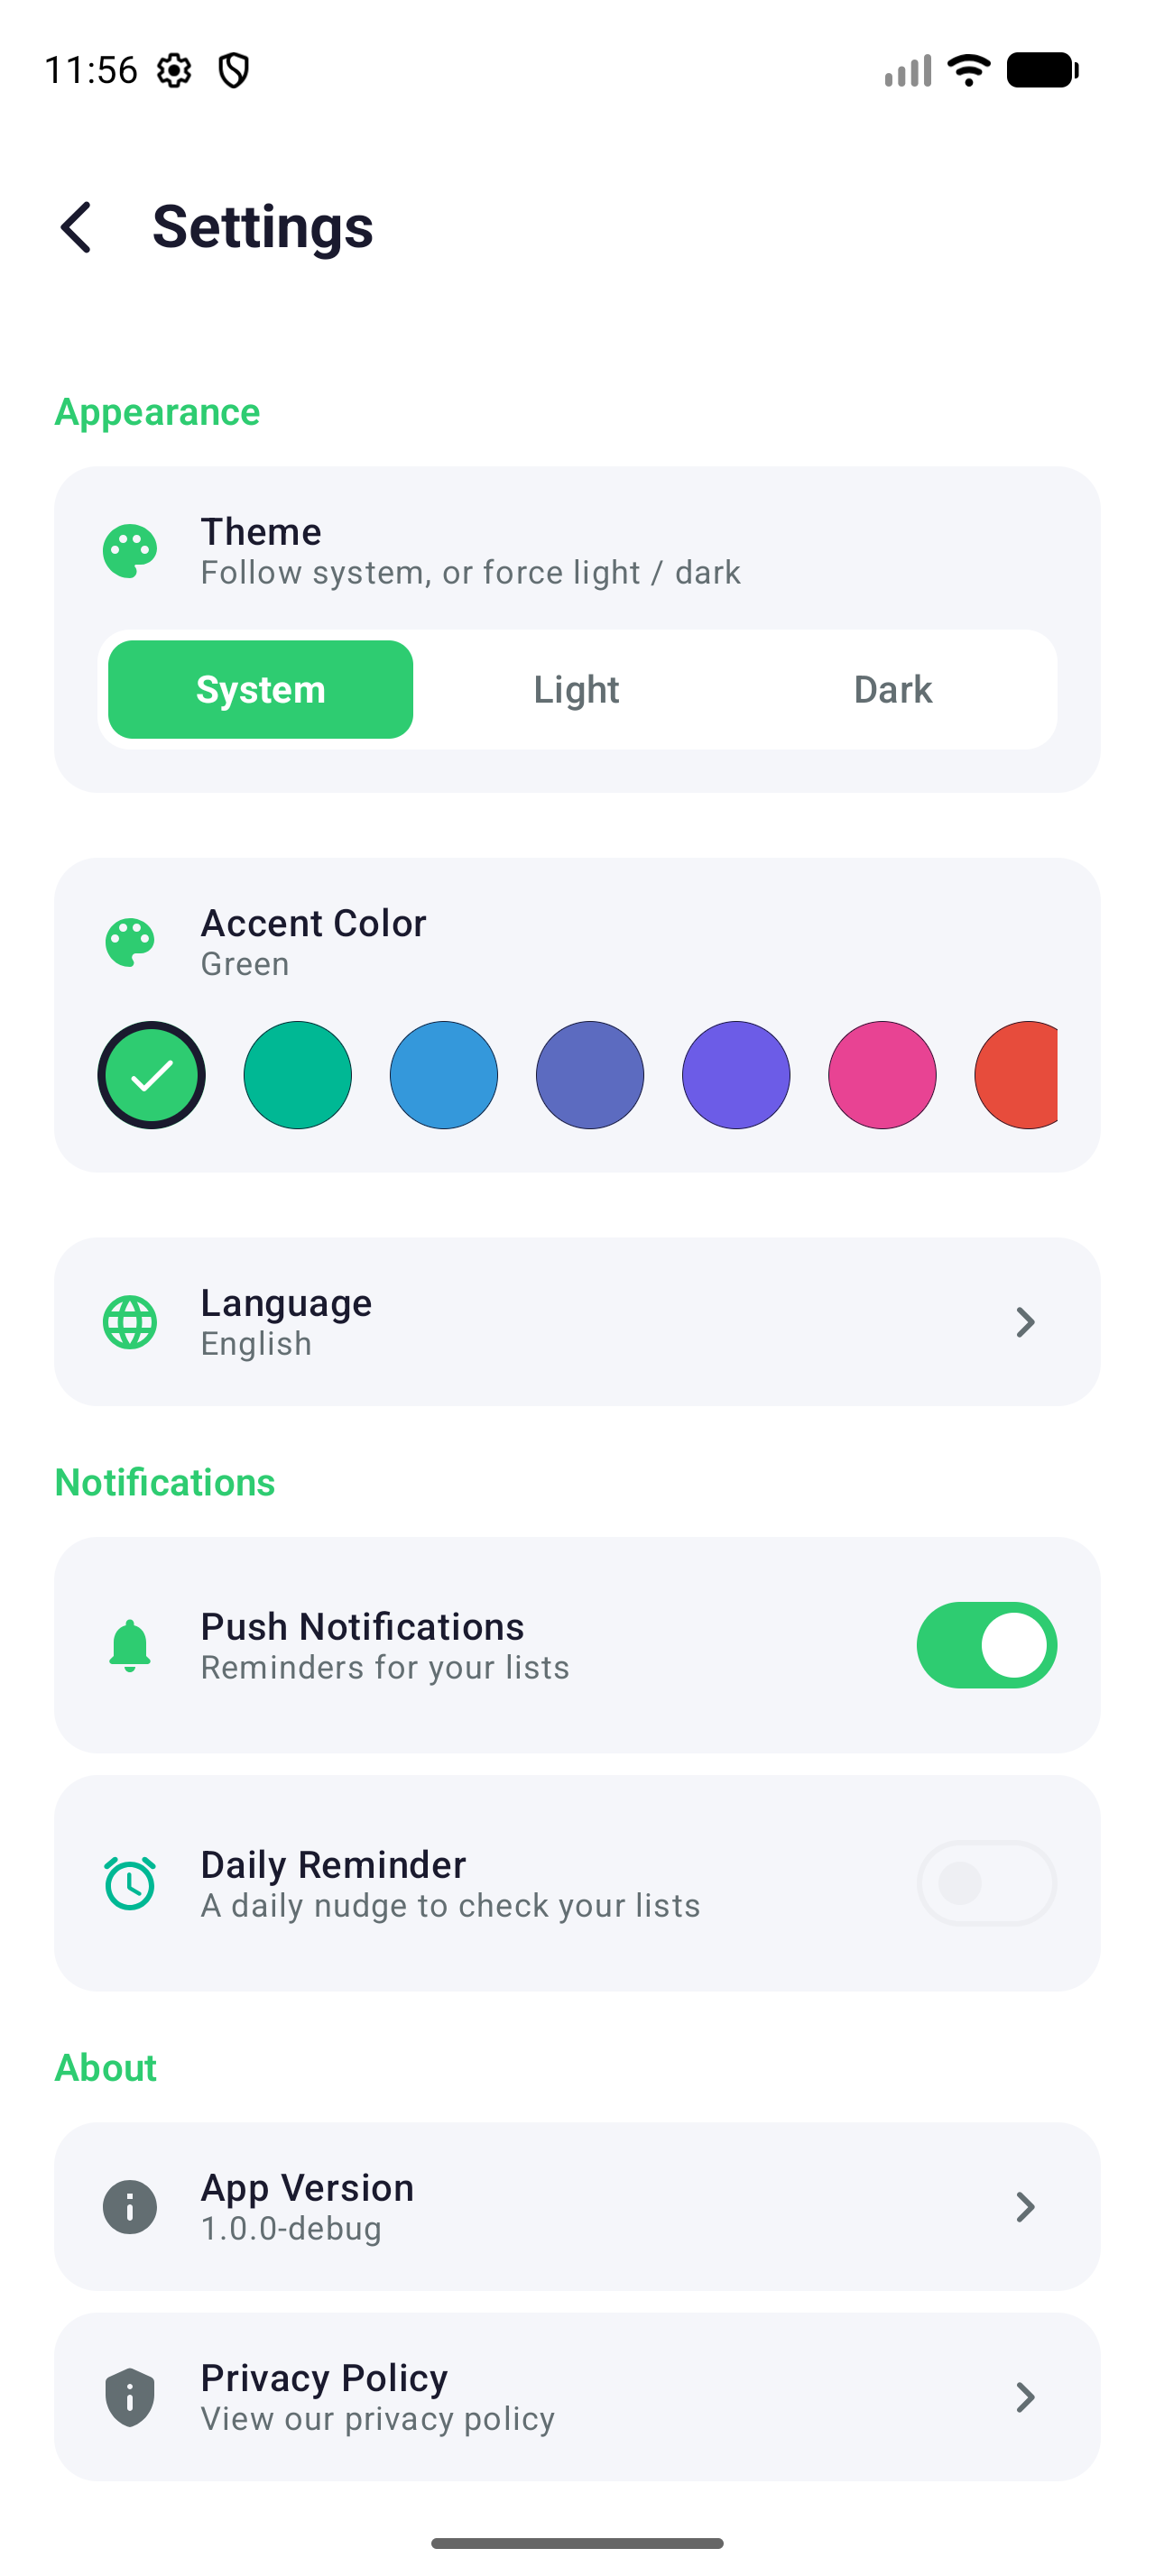 11:56
Settings
Appearance
Theme
Follow system, or force light / dark
System Light Dark
Accent Color
Green
Language
English
Notifications
Push Notifications
Reminders for your lists
Daily Reminder
A daily nudge to check your lists
About
App Version
1.0.0-debug
Privacy Policy
View our privacy policy